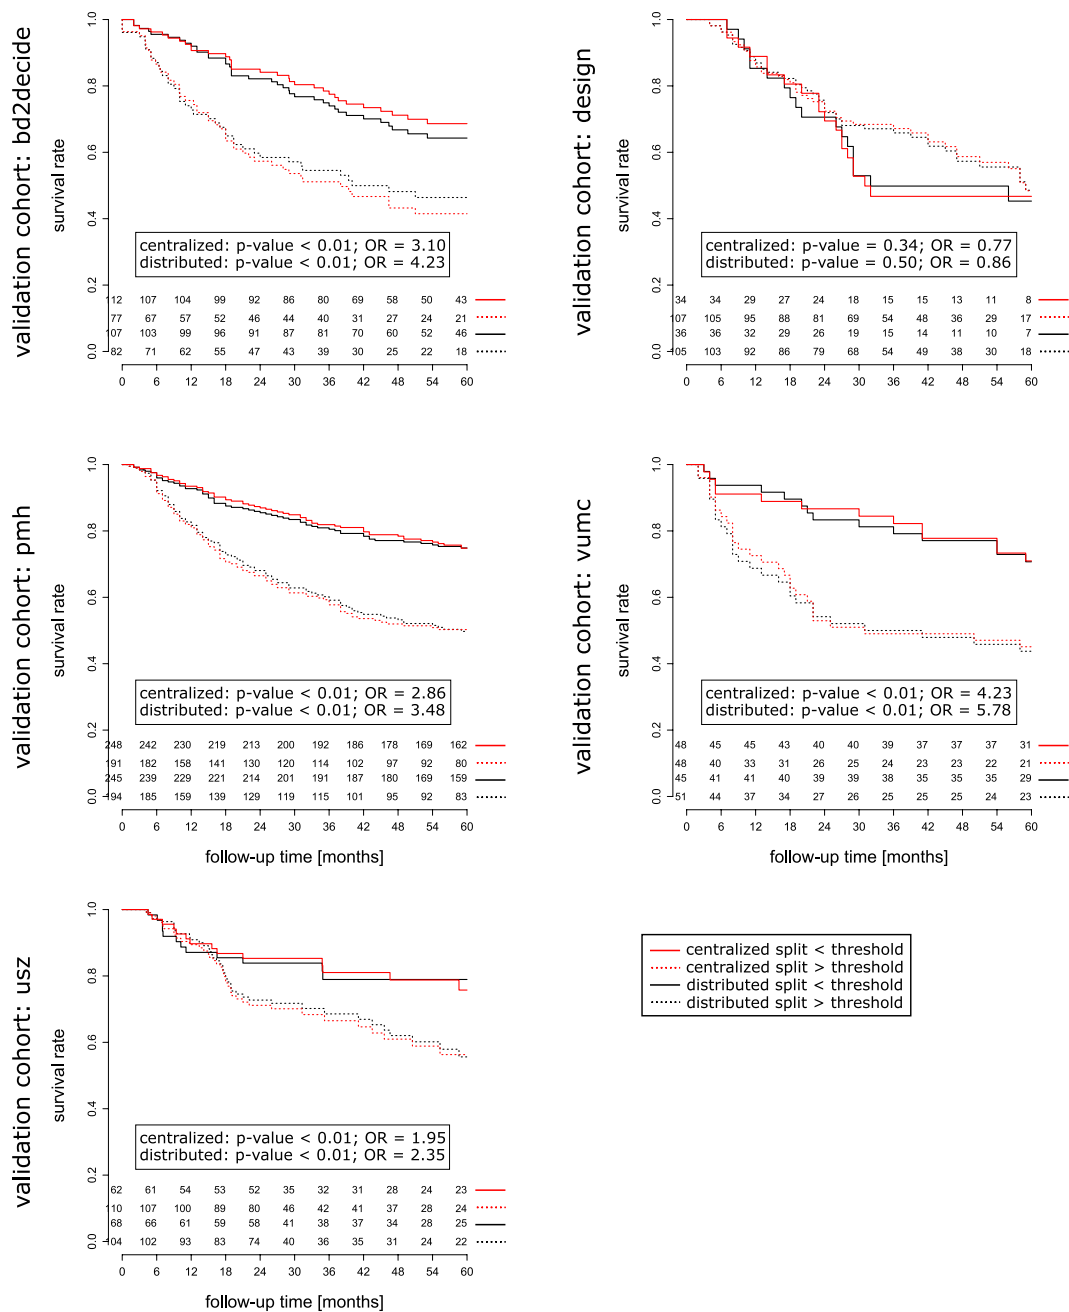 validation cohort: bd2decide
survival rate
1.0
0.8
0.6
0.4
0.2
0.0
centralized: p-value < 0.01; OR = 3.10
distributed: p-value < 0.01; OR = 4.23
112 107 104 99 92 86 80 69 58 50 43
77 67 57 52 46 44 40 31 27 24 21
107 103 99 96 91 87 81 70 60 52 46
82 71 62 55 47 43 39 30 25 22 18
0 6 12 18 24 30 36 42 48 54 60
validation cohort: design
survival rate
1.0
0.8
0.6
0.4
0.2
0.0
centralized: p-value = 0.34; OR = 0.77
distributed: p-value = 0.50; OR = 0.86
34 34 29 27 24 18 15 15 13 11 8
107 105 95 88 81 69 54 48 36 29 17
36 36 32 29 26 19 15 14 11 10 7
105 103 92 86 79 68 54 49 38 30 18
0 6 12 18 24 30 36 42 48 54 60
validation cohort: pmh
survival rate
1.0
0.8
0.6
0.4
0.2
0.0
centralized: p-value < 0.01; OR = 2.86
distributed: p-value < 0.01; OR = 3.48
248 242 230 219 213 200 192 186 178 169 162
191 182 158 141 130 120 114 102 97 92 80
245 239 229 221 214 201 191 187 180 169 159
194 185 159 139 129 119 115 101 95 92 83
0 6 12 18 24 30 36 42 48 54 60
follow-up time [months]
validation cohort: vumc
survival rate
1.0
0.8
0.6
0.4
0.2
0.0
centralized: p-value < 0.01; OR = 4.23
distributed: p-value < 0.01; OR = 5.78
48 45 45 43 40 40 39 37 37 37 31
48 40 33 31 26 25 24 23 23 22 21
45 41 41 40 39 39 38 35 35 35 29
51 44 37 34 27 26 25 25 25 24 23
0 6 12 18 24 30 36 42 48 54 60
follow-up time [months]
validation cohort: usz
survival rate
1.0
0.8
0.6
0.4
0.2
0.0
centralized: p-value < 0.01; OR = 1.95
distributed: p-value < 0.01; OR = 2.35
62 61 54 53 52 35 32 31 28 24 23
110 107 100 89 80 46 42 41 37 28 24
68 66 61 59 58 41 38 37 34 28 25
104 102 93 83 74 40 36 35 31 24 22
0 6 12 18 24 30 36 42 48 54 60
follow-up time [months]
centralized split < threshold
centralized split > threshold
distributed split < threshold
distributed split > threshold